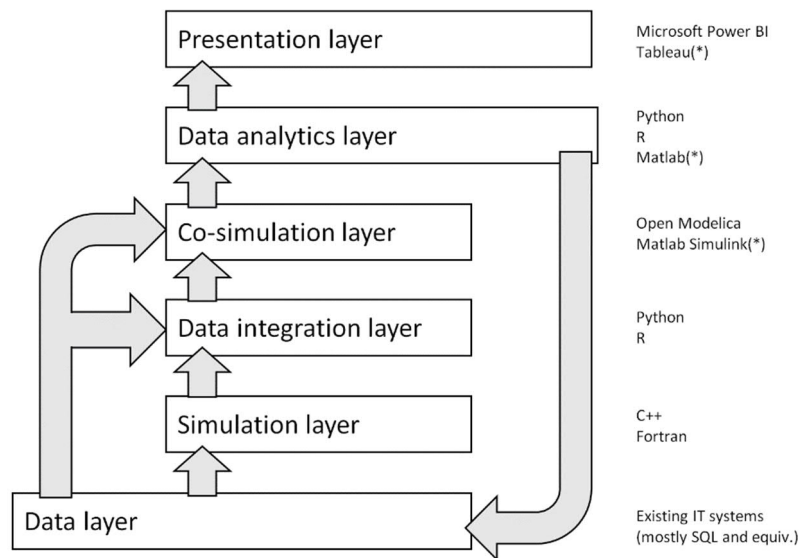 Presentation layer
Microsoft Power BI
Tableau(*)
Data analytics layer
Python
R
Matlab(*)
Co-simulation layer
Open Modelica
Matlab Simulink(*)
Data integration layer
Python
R
Simulation layer
C++
Fortran
Data layer
Existing IT systems
(mostly SQL and equiv.)